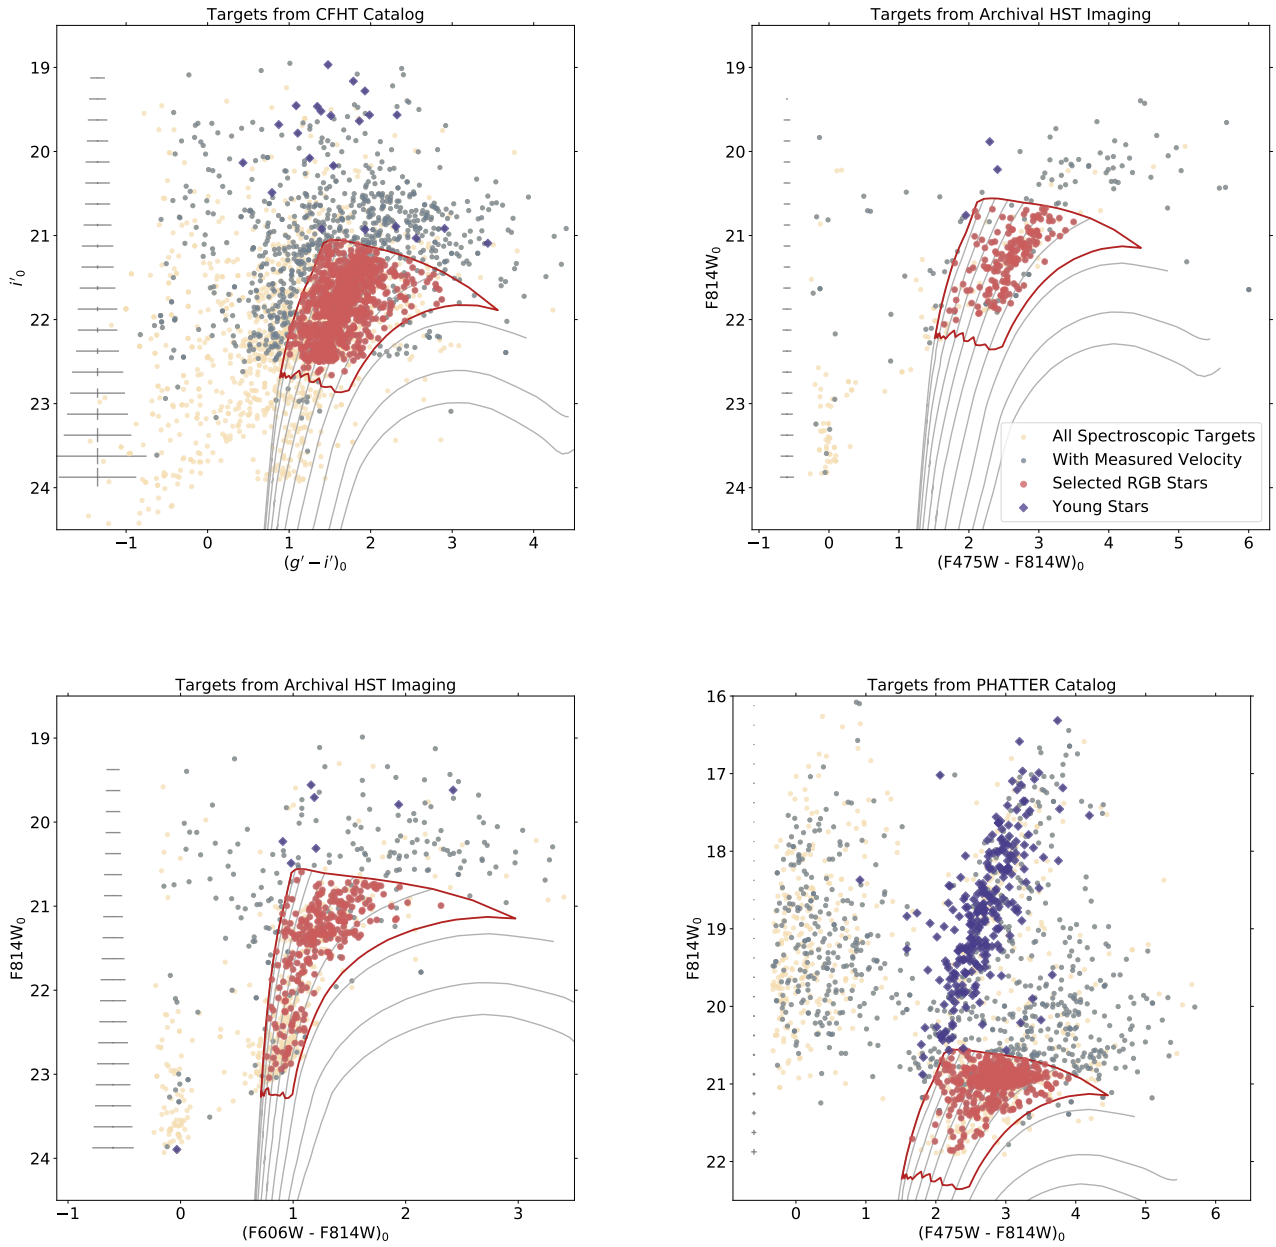 Targets from CFHT Catalog
19
20
21
22
23
24
i'₀
−1 0 1 2 3 4
(g' − i')₀
Targets from Archival HST Imaging
19
20
21
22
23
24
F814W₀
−1 0 1 2 3 4 5 6
(F475W - F814W)₀
All Spectroscopic Targets
With Measured Velocity
Selected RGB Stars
Young Stars
Targets from Archival HST Imaging
19
20
21
22
23
24
F814W₀
−1 0 1 2 3
(F606W - F814W)₀
Targets from PHATTER Catalog
16
17
18
19
20
21
22
F814W₀
0 1 2 3 4 5 6
(F475W - F814W)₀